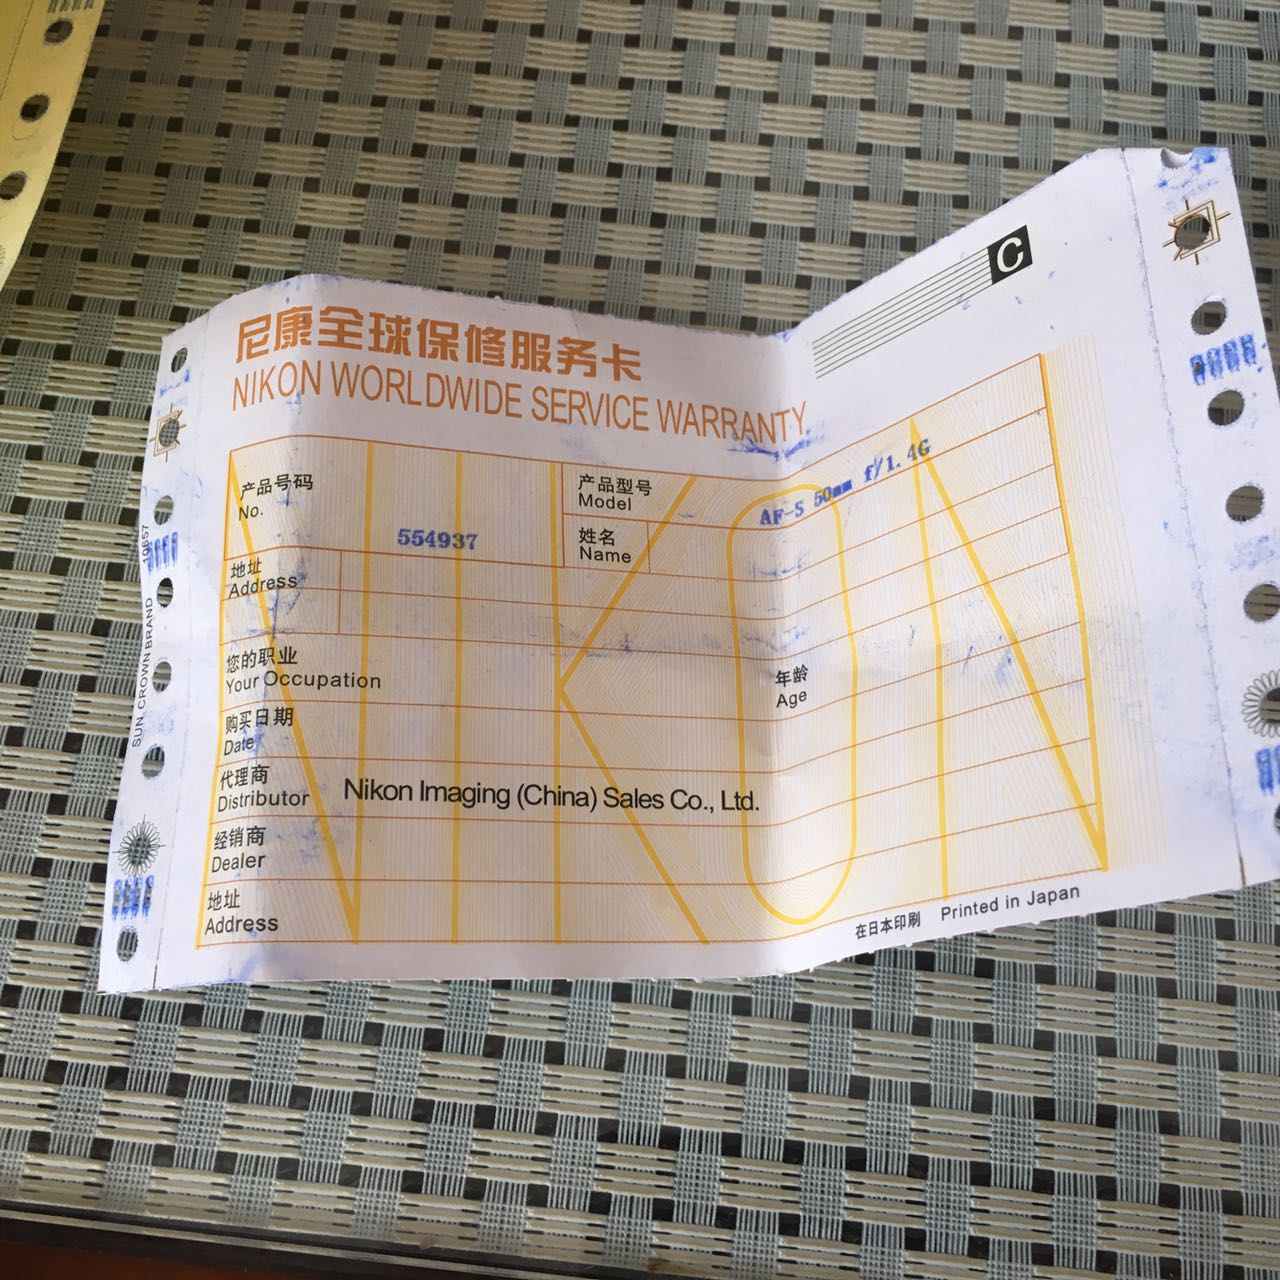 C
尼康全球保修服务卡
NIKON WORLDWIDE SERVICE WARRANTY
产品号码
No.
554937
产品型号
Model
AF-S 50mm f/1.4G
姓名
Name
地址
Address
您的职业
Your Occupation
年龄
Age
购买日期
Date
代理商
Distributor
Nikon Imaging (China) Sales Co., Ltd.
经销商
Dealer
地址
Address
在日本印刷 Printed in Japan
SUN. CROWN BRAND 10657
NIKON